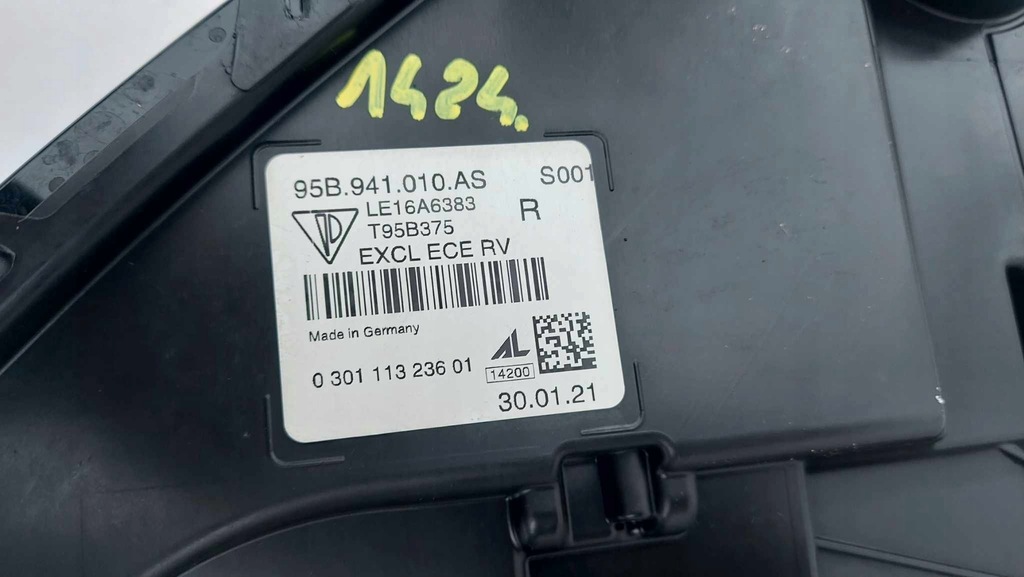 1424.
95B.941.010.AS S001
LE16A6383 R
T95B375
EXCL ECE RV
Made in Germany
AL
0 301 113 236 01 14200
30.01.21